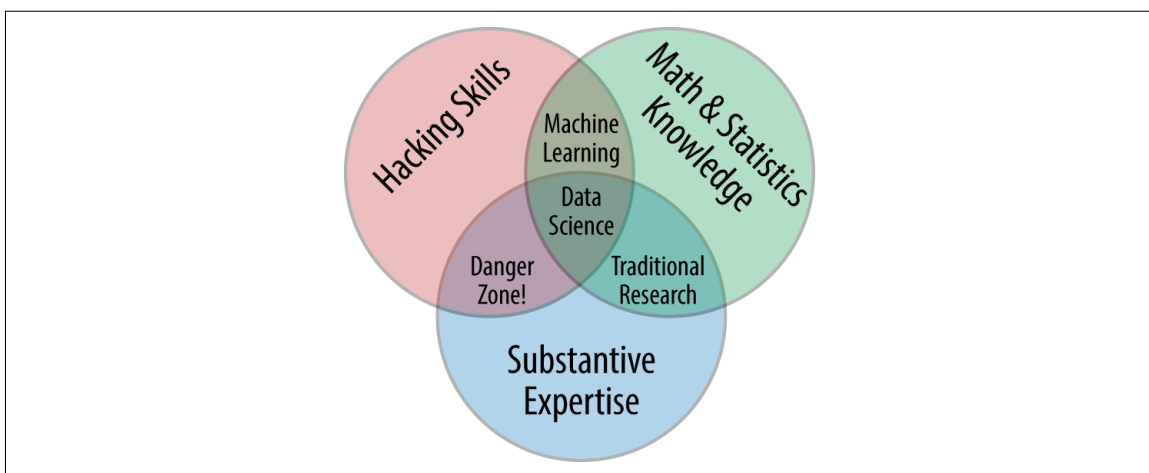 Hacking Skills
Math & Statistics
Knowledge
Machine
Learning
Data
Science
Danger
Zone!
Traditional
Research
Substantive
Expertise